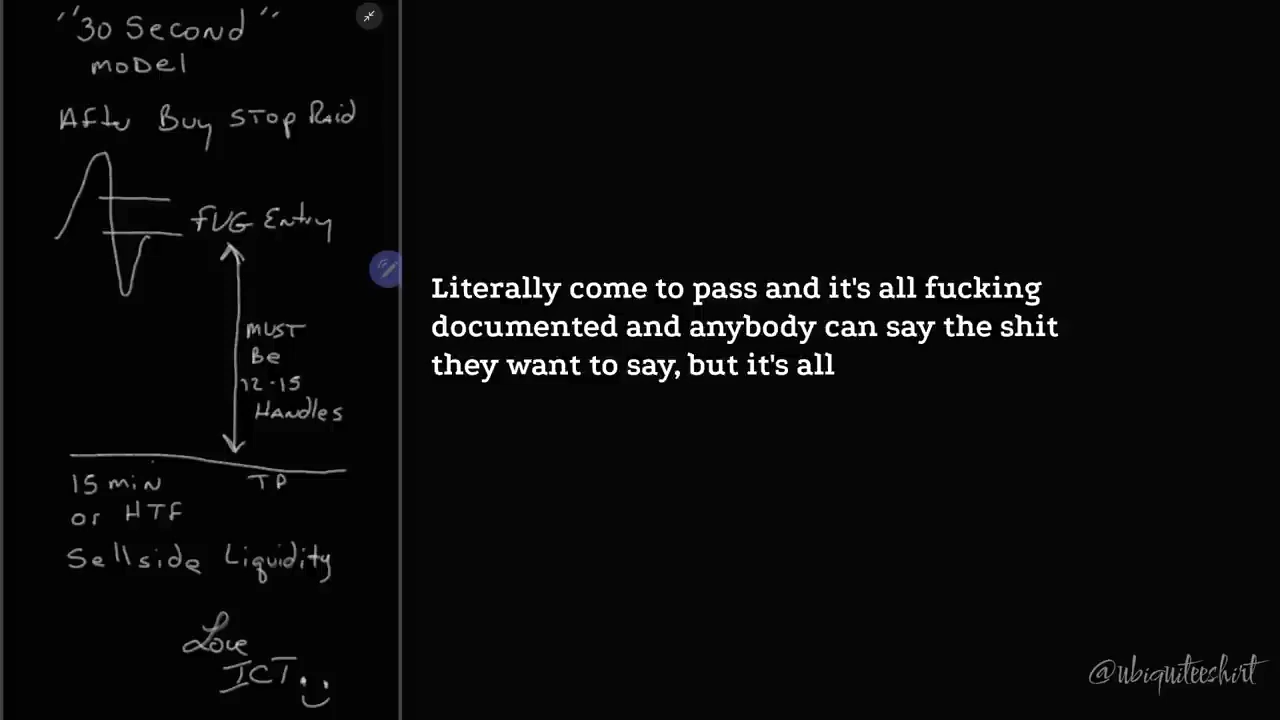 "30 Second"
model
After Buy Stop Raid
FVG Entry
MUST
Be
12-15
HANDles
15 min
TP
or HTF
Sellside Liquidity
Love
ICT
Literally come to pass and it's all fucking
documented and anybody can say the shit
they want to say, but it's all
@ubiquiteeshirt